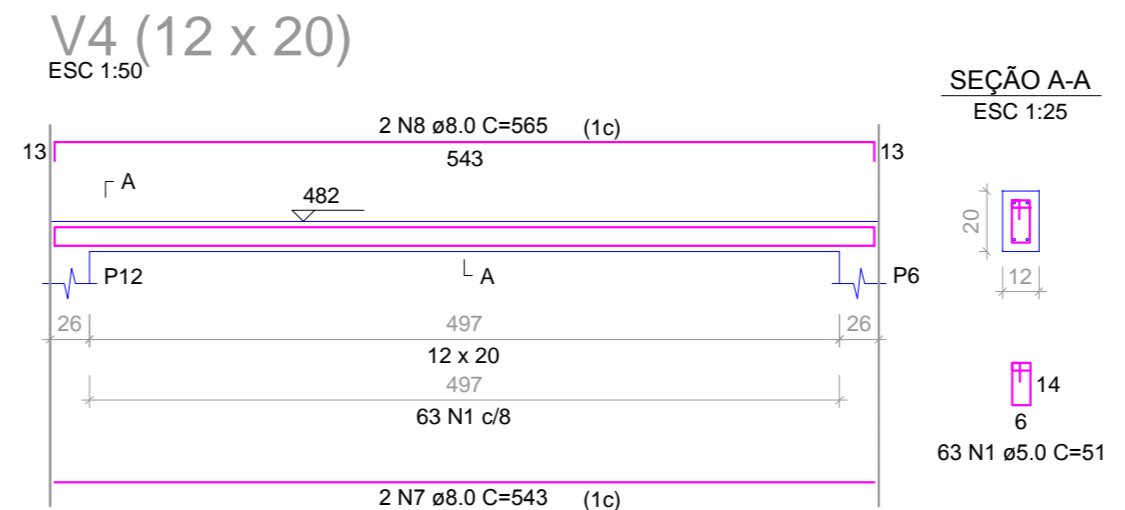 V4 (12 x 20)
ESC 1:50
SEÇÃO A-A
ESC 1:25
2 N8 ø8.0 C=565 (1c)
13
543
13
A
482
20
A
P12
P6
12
26
497
26
12 x 20
497
14
63 N1 c/8
6
63 N1 ø5.0 C=51
2 N7 ø8.0 C=543 (1c)